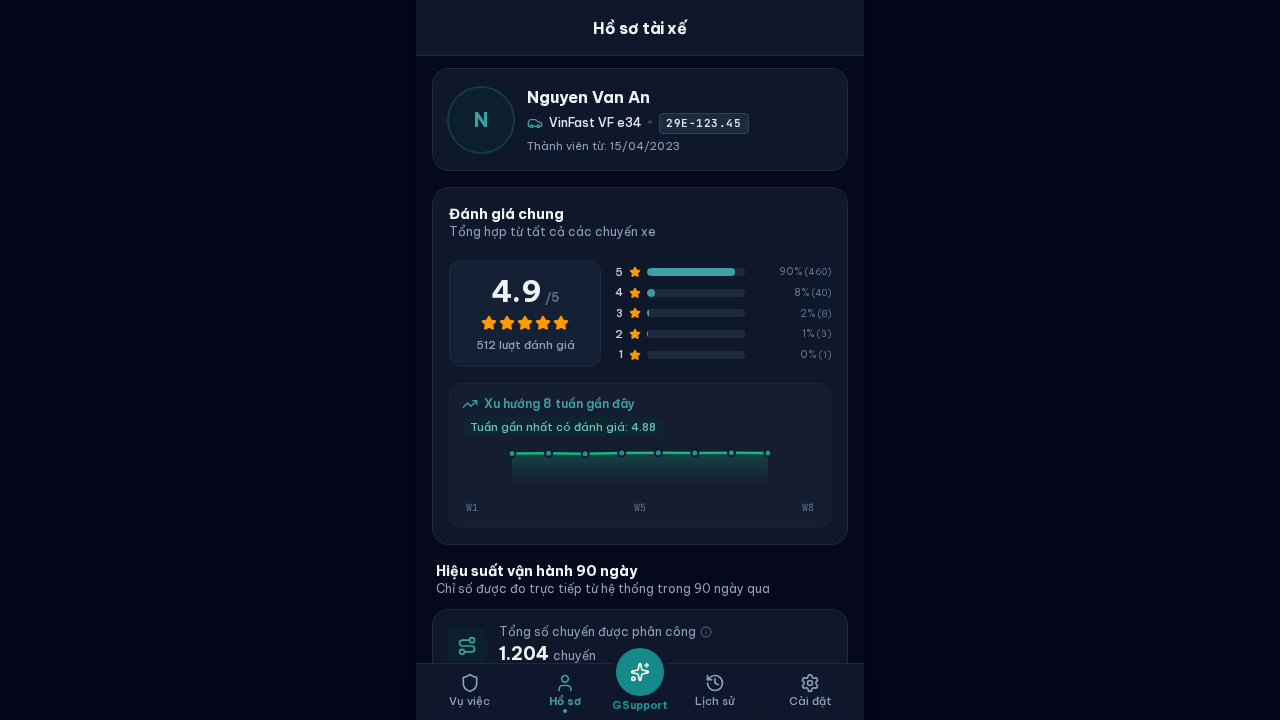 Hồ sơ tài xế
N
Nguyen Van An
VinFast VF e34 • 29E-123.45
Thành viên từ: 15/04/2023
Đánh giá chung
Tổng hợp từ tất cả các chuyến xe
4.9 /5
512 lượt đánh giá
5 90% (460)
4 8% (40)
3 2% (8)
2 1% (3)
1 0% (1)
Xu hướng 8 tuần gần đây
Tuần gần nhất có đánh giá: 4.88
W1 W5 W8
Hiệu suất vận hành 90 ngày
Chỉ số được đo trực tiếp từ hệ thống trong 90 ngày qua
Tổng số chuyến được phân công
1.204 chuyến
Vụ việc
Hồ sơ
GSupport
Lịch sử
Cài đặt